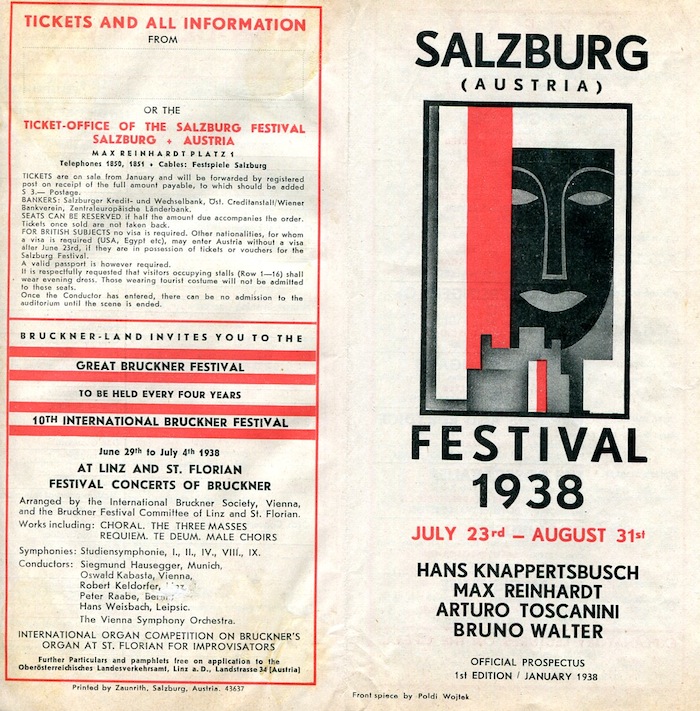 TICKETS AND ALL INFORMATION
FROM
OR THE
TICKET-OFFICE OF THE SALZBURG FESTIVAL
SALZBURG + AUSTRIA
MAX REINHARDT PLATZ 1
Telephones 1850, 1851 + Cables: Festspiele Salzburg
TICKETS are on sale from January and will be forwarded by registered
post on receipt of the full amount payable, to which should be added
S 3.— Postage.
BANKERS: Salzburger Kredit- und Wechselbank, Öst. Creditanstalt/Wiener
Bankverein, Zentraleuropäische Länderbank.
SEATS CAN BE RESERVED if half the amount due accompanies the order.
Tickets once sold are not taken back.
FOR BRITISH SUBJECTS no visa is required. Other nationalities, for whom
a visa is required (USA, Egypt etc), may enter Austria without a visa
after June 23rd, if they are in possession of tickets or vouchers for the
Salzburg Festival.
A valid passport is however required.
It is respectfully requested that visitors occupying stalls (Row 1—16) shall
wear evening dress. Those wearing tourist costume will not be admitted
to these seats.
Once the Conductor has entered, there can be no admission to the
auditorium until the scene is ended.
BRUCKNER-LAND INVITES YOU TO THE
GREAT BRUCKNER FESTIVAL
TO BE HELD EVERY FOUR YEARS
10TH INTERNATIONAL BRUCKNER FESTIVAL
June 29th to July 4th 1938
AT LINZ AND ST. FLORIAN
FESTIVAL CONCERTS OF BRUCKNER
Arranged by the International Bruckner Society, Vienna,
and the Bruckner Festival Committee of Linz and St. Florian.
Works including: CHORAL. THE THREE MASSES
REQUIEM. TE DEUM. MALE CHOIRS
Symphonies: Studiensymphonie, I., II., IV., VIII., IX.
Conductors: Siegmund Hausegger, Munich,
Oswald Kabasta, Vienna,
Robert Keldorfer,
Peter Raabe,
Hans Weisbach, Leipsic.
The Vienna Symphony Orchestra.
INTERNATIONAL ORGAN COMPETITION ON BRUCKNER'S
ORGAN AT ST. FLORIAN FOR IMPROVISATORS
Further Particulars and pamphlets free on application to the
Oberösterreichisches Landesverkehrsamt, Linz a. D., Landstrasse 34 [Austria]
Printed by Zaunrith, Salzburg, Austria. 43637
SALZBURG
(AUSTRIA)
FESTIVAL
1938
JULY 23rd – AUGUST 31st
HANS KNAPPERTSBUSCH
MAX REINHARDT
ARTURO TOSCANINI
BRUNO WALTER
OFFICIAL PROSPECTUS
1st EDITION / JANUARY 1938
Frontspiece by Poldi Wojtek.